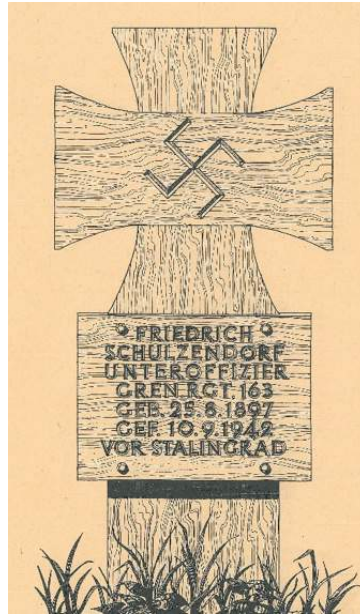 FRIEDRICH
SCHULZENDORF
UNTEROFFIZIER
GREN. RGT. 163
GEB. 25.8.1897
GEF. 10.9.1942
VOR STALINGRAD